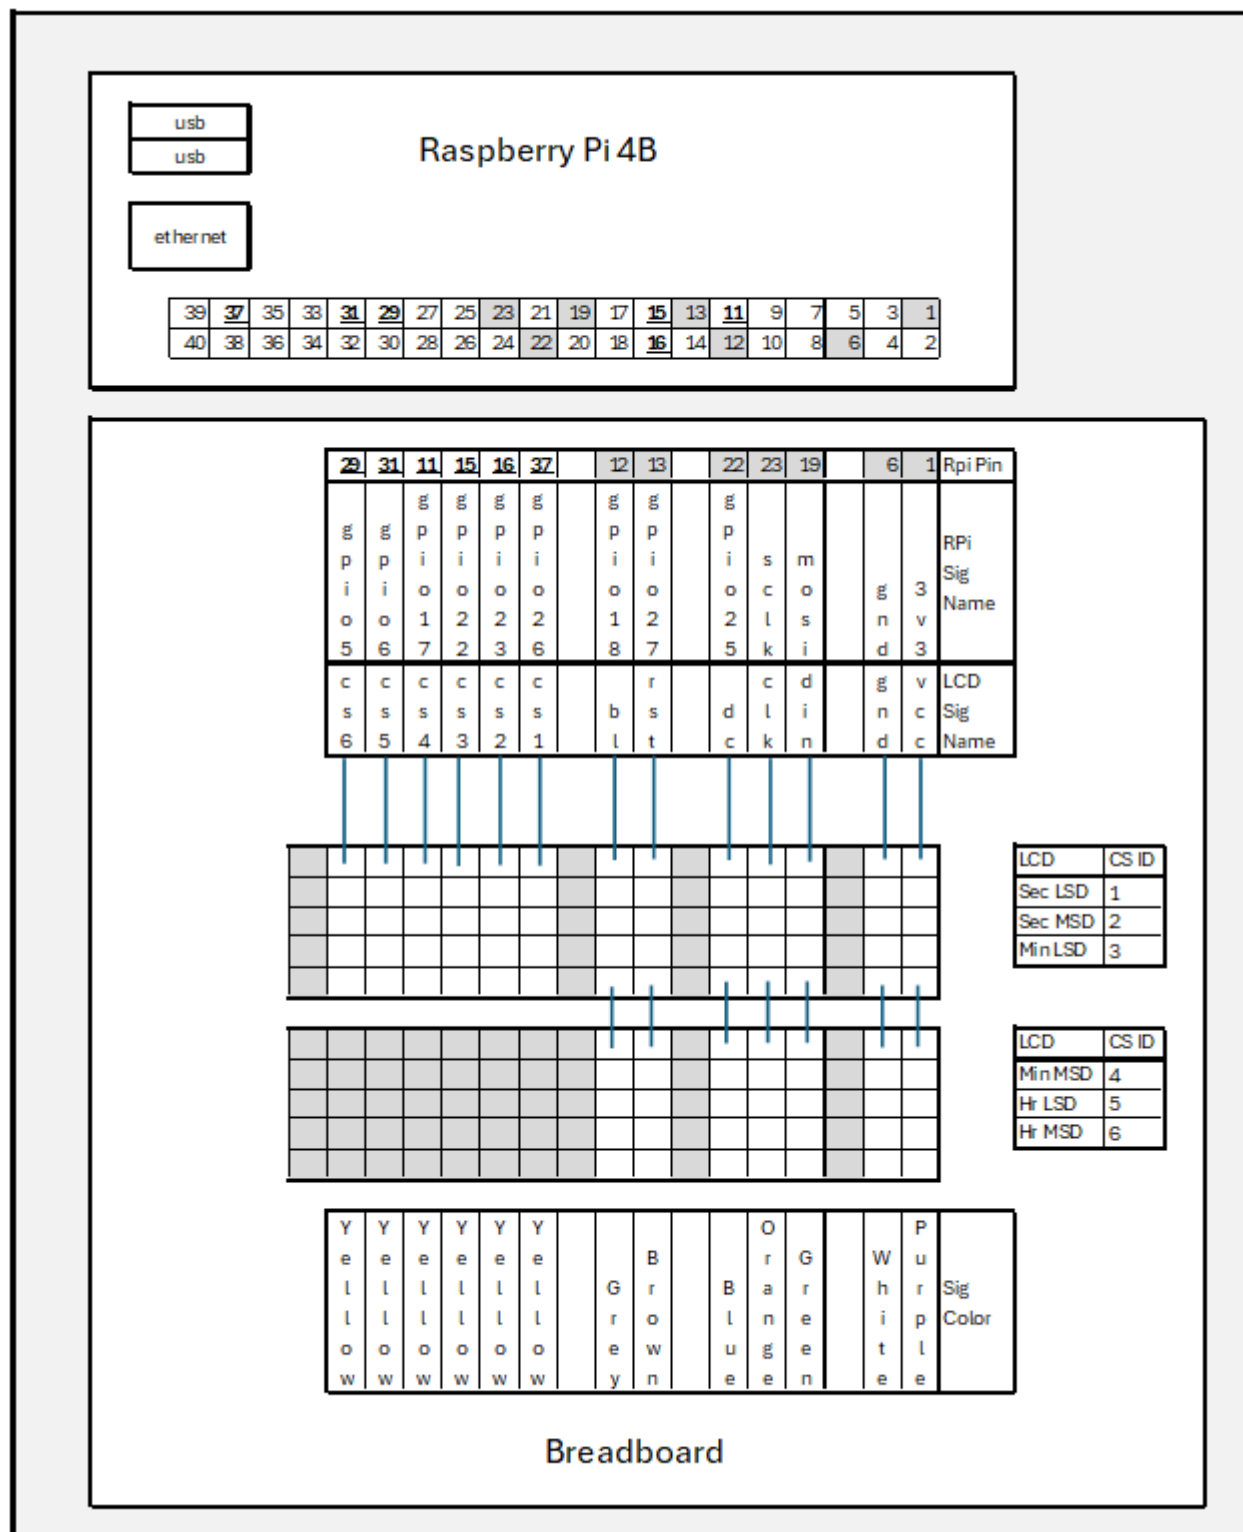 usb
usb
Raspberry Pi 4B
ethernet
39 37 35 33 31 29 27 25 23 21 19 17 15 13 11 9 7 5 3 1
40 38 36 34 32 30 28 26 24 22 20 18 16 14 12 10 8 6 4 2
29 31 11 15 16 37 12 13 22 23 19 6 1 Rpi Pin
gpio5 gpio6 gpio17 gpio22 gpio23 gpio26 gpio18 gpio27 gpio25 sclk mosi gnd 3v3 RPi Sig Name
cs6 cs5 cs4 cs3 cs2 cs1 bl rst dc clk din gnd vcc LCD Sig Name
LCD CS ID
Sec LSD 1
Sec MSD 2
Min LSD 3
LCD CS ID
Min MSD 4
Hr LSD 5
Hr MSD 6
Yellow Yellow Yellow Yellow Yellow Yellow Grey Brown Blue Orange Green White Purple Sig Color
Breadboard